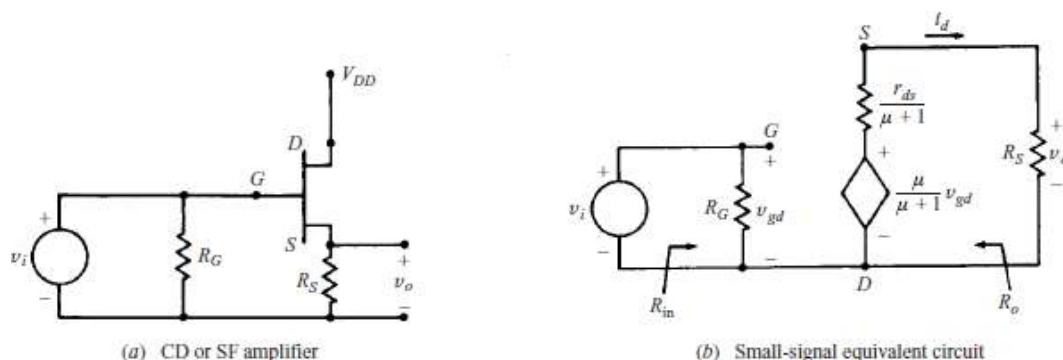 V_DD
D
G
S
v_i
+
−
R_G
R_S
+
v_o
−
(a) CD or SF amplifier
S
i_d
r_ds
μ + 1
G
+
v_i
+
−
R_G
v_gd
−
+
μ
μ + 1
v_gd
−
R_S
+
−
D
R_in
R_o
(b) Small-signal equivalent circuit